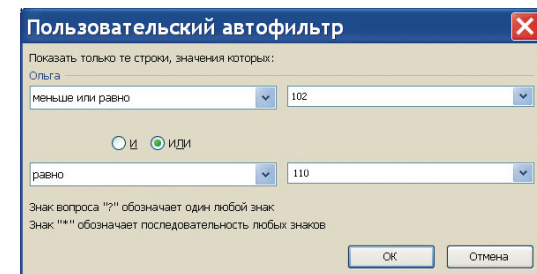 Пользовательский автофильтр
Показать только те строки, значения которых:
Ольга
меньше или равно 102
И ИЛИ
равно 110
Знак вопроса "?" обозначает один любой знак
Знак "*" обозначает последовательность любых знаков
ОК Отмена